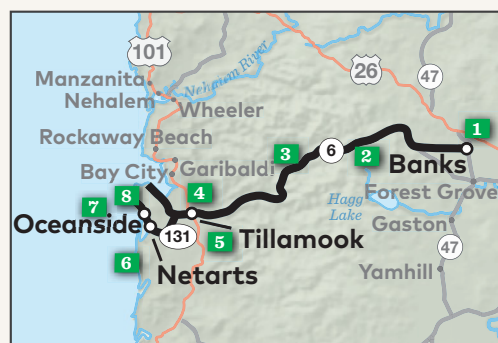 101
Nehalem River
26
Manzanita
47
Nehalem
Wheeler
1
Rockaway Beach
6
3
2
Banks
Bay City
Garibaldi
8
4
Forest Grove
7
Hagg
Lake
Oceanside
Gaston
131
5
Tillamook
47
6
Netarts
Yamhill